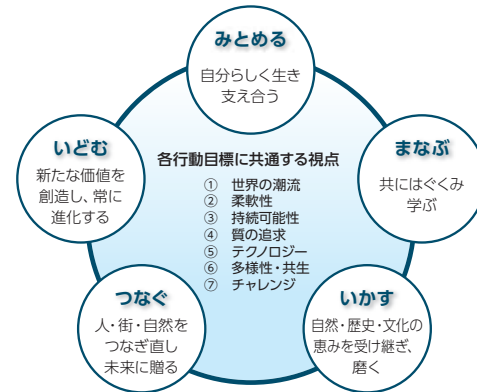 みとめる
自分らしく生き
支え合う
いどむ
新たな価値を
創造し、常に
進化する
まなぶ
共にはぐくみ
学ぶ
各行動目標に共通する視点
① 世界の潮流
② 柔軟性
③ 持続可能性
④ 質の追求
⑤ テクノロジー
⑥ 多様性・共生
⑦ チャレンジ
つなぐ
人・街・自然を
つなぎ直し
未来に贈る
いかす
自然・歴史・文化の
恵みを受け継ぎ、
磨く